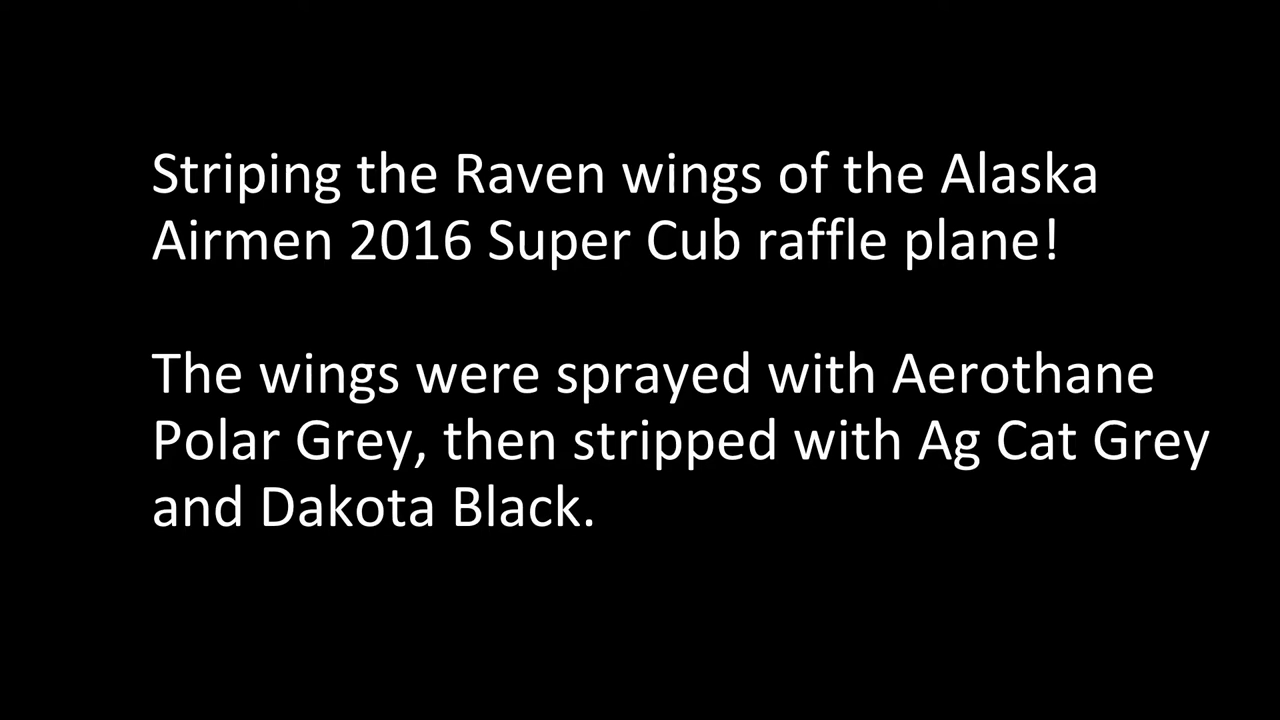 Striping the Raven wings of the Alaska
Airmen 2016 Super Cub raffle plane!
The wings were sprayed with Aerothane
Polar Grey, then stripped with Ag Cat Grey
and Dakota Black.